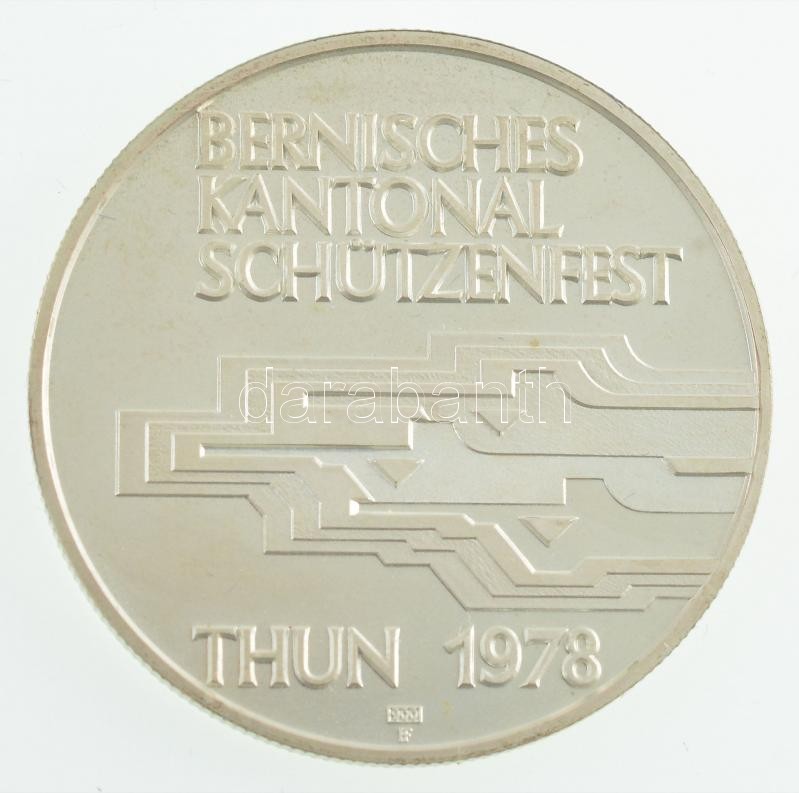 BERNISCHES
KANTONAL
SCHÜTZENFEST
darabanth
THUN 1978
F